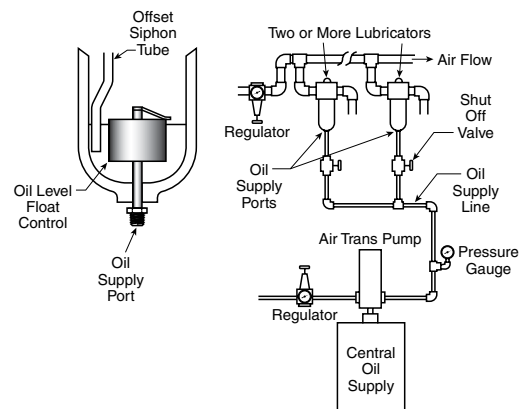 Offset
Siphon
Tube
Oil Level
Float
Control
Oil
Supply
Port
Two or More Lubricators
Air Flow
Regulator
Shut
Off
Valve
Oil
Supply
Ports
Oil
Supply
Line
Air Trans Pump
Pressure
Gauge
Regulator
Central
Oil
Supply